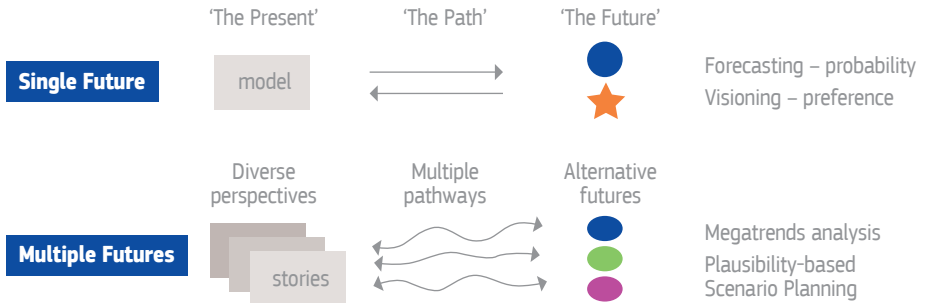 ‘The Present’
‘The Path’
‘The Future’
Single Future
model
Forecasting – probability
Visioning – preference
Diverse
perspectives
Multiple
pathways
Alternative
futures
Multiple Futures
stories
Megatrends analysis
Plausibility-based
Scenario Planning